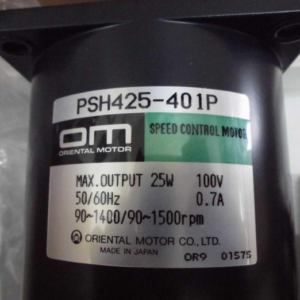 PSH425-401P
om SPEED CONTROL MOTOR
ORIENTAL MOTOR
MAX.OUTPUT 25W 100V
50/60Hz 0.7A
90~1400/90~1500rpm
ORIENTAL MOTOR CO., LTD.
MADE IN JAPAN OR9 01575